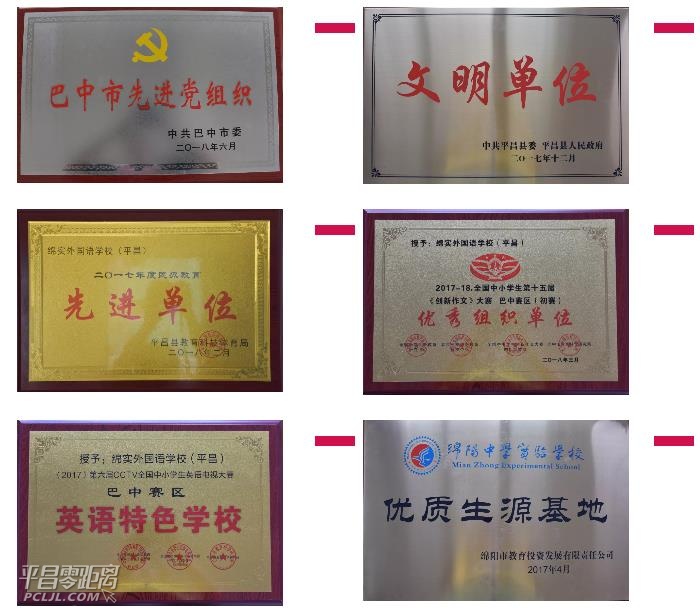 巴中市先进党组织
中共巴中市委
二〇一八年六月
文明单位
中共平昌县委 平昌县人民政府
二〇一七年十二月
绵实外国语学校(平昌)
二〇一七年度民办教育
先进单位
平昌县教育科技体育局
二〇一八年二月
授予:绵实外国语学校(平昌)
2017-18.全国中小学生第十五届
《创新作文》大赛 巴中赛区(初赛)
优秀组织单位
二〇一八年三月
授予:绵实外国语学校(平昌)
(2017)第六届CCTV全国中小学生英语电视大赛
巴中赛区
英语特色学校
绵阳中学实验学校
Mian Zhong Experimental School
优质生源基地
绵阳市教育投资发展有限责任公司
2017年4月
平昌零距离
PCLJL.COM